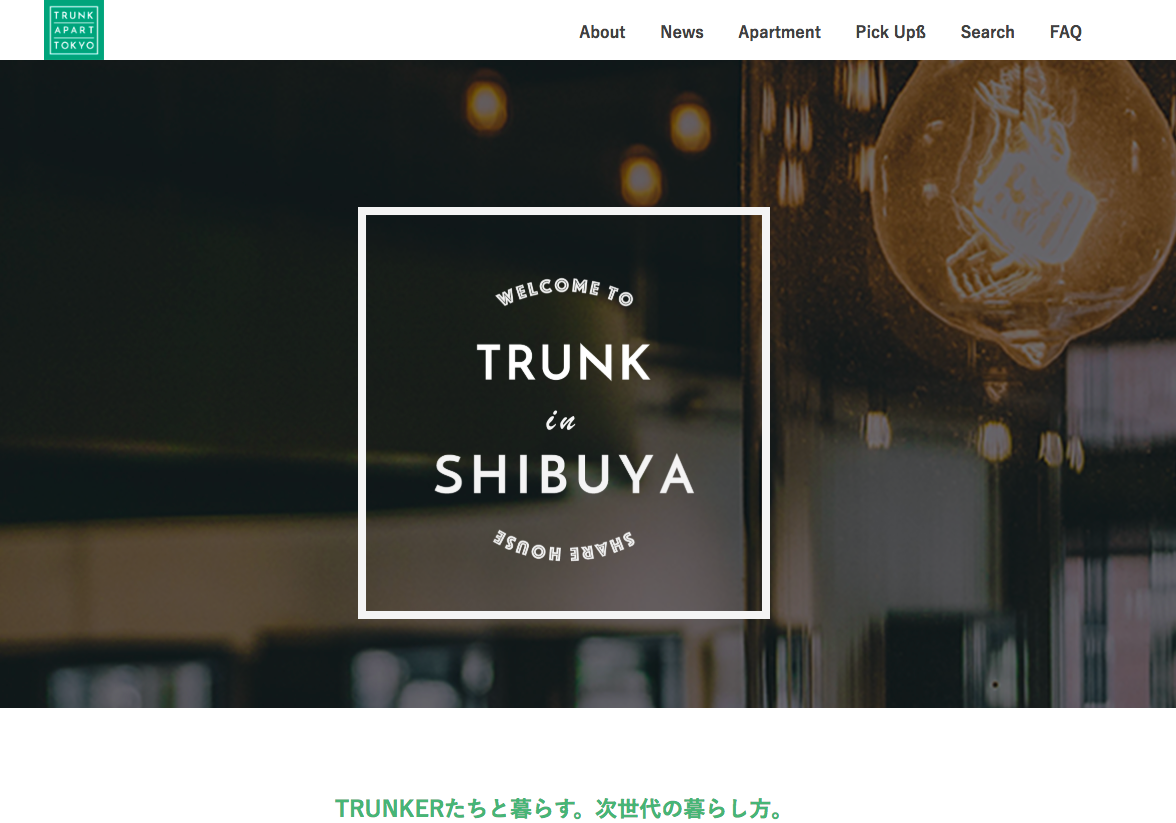 TRUNK
APART
TOKYO
About News Apartment Pick Upß Search FAQ
WELCOME TO
TRUNK
in
SHIBUYA
SHARE HOUSE
TRUNKERたちと暮らす。次世代の暮らし方。